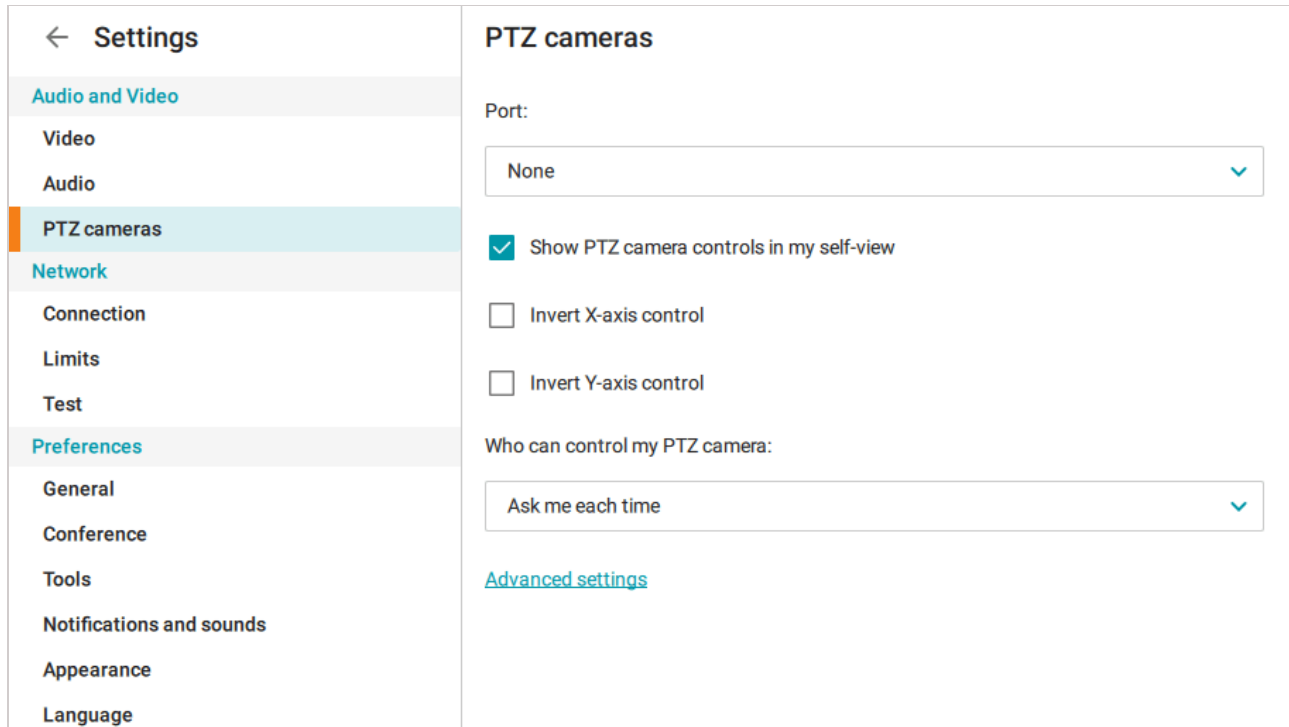 Settings
Audio and Video
Video
Audio
PTZ cameras
Network
Connection
Limits
Test
Preferences
General
Conference
Tools
Notifications and sounds
Appearance
Language
PTZ cameras
Port:
None
Show PTZ camera controls in my self-view
Invert X-axis control
Invert Y-axis control
Who can control my PTZ camera:
Ask me each time
Advanced settings